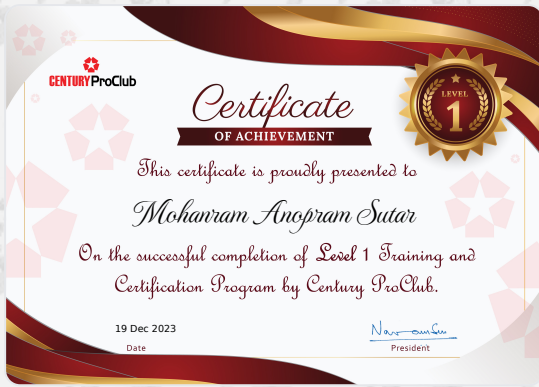 CENTURY ProClub
Certificate
OF ACHIEVEMENT
LEVEL
1
This certificate is proudly presented to
Mohanram Anopram Sutar
On the successful completion of Level 1 Training and
Certification Program by Century ProClub.
19 Dec 2023
Date
President